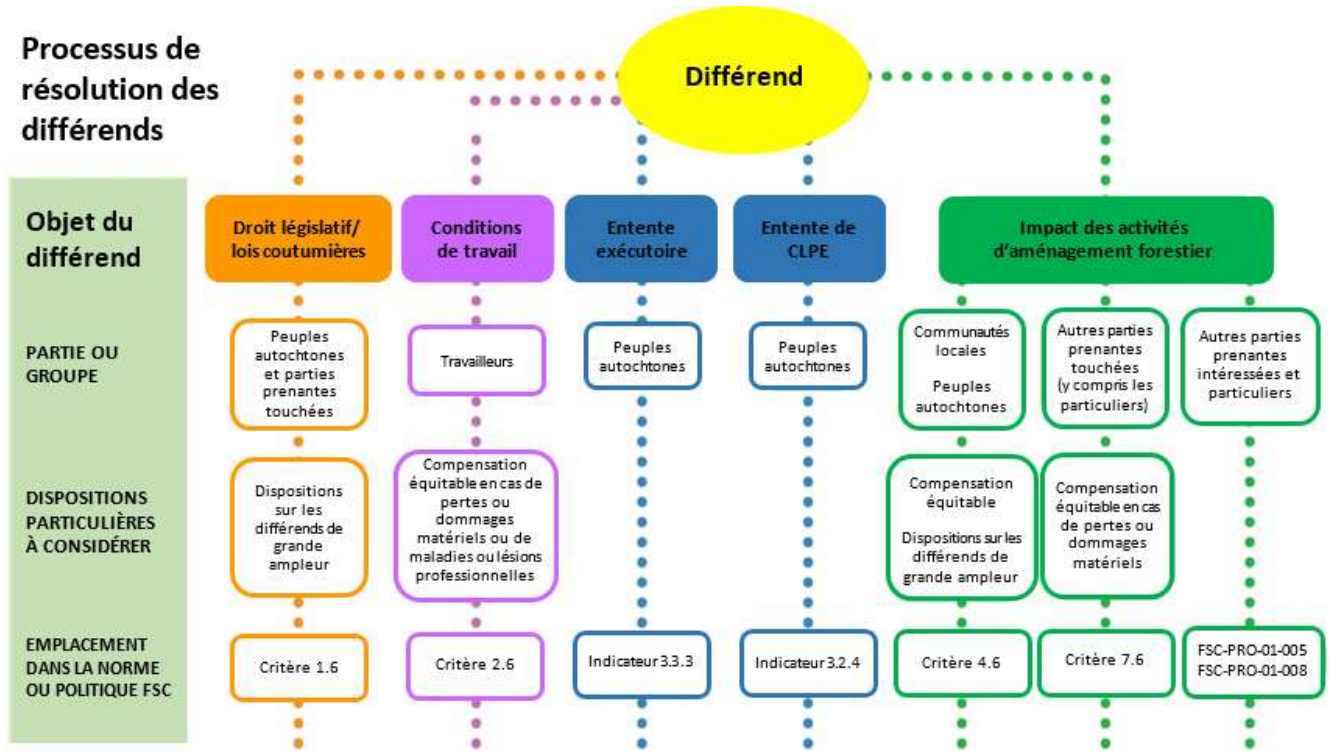 Processus de
résolution des
différends
Différend
Objet du
différend
Droit législatif/
lois coutumières
Conditions
de travail
Entente
exécutoire
Entente de
CLPE
Impact des activités
d'aménagement forestier
PARTIE OU
GROUPE
Peuples
autochtones
et parties
prenantes
touchées
Travailleurs
Peuples
autochtones
Peuples
autochtones
Communautés
locales
Peuples
autochtones
Autres parties
prenantes
touchées
(y compris les
particuliers)
Autres parties
prenantes
intéressées et
particuliers
DISPOSITIONS
PARTICULIÈRES
À CONSIDÉRER
Dispositions
sur les
différends de
grande
ampleur
Compensation
équitable en cas de
pertes ou
dommages
matériels ou de
maladies ou lésions
professionnelles
Compensation
équitable
Dispositions sur les
différends de
grande ampleur
Compensation
équitable en cas
de pertes ou
dommages
matériels
EMPLACEMENT
DANS LA NORME
OU POLITIQUE FSC
Critère 1.6
Critère 2.6
Indicateur 3.3.3
Indicateur 3.2.4
Critère 4.6
Critère 7.6
FSC-PRO-01-005
FSC-PRO-01-008